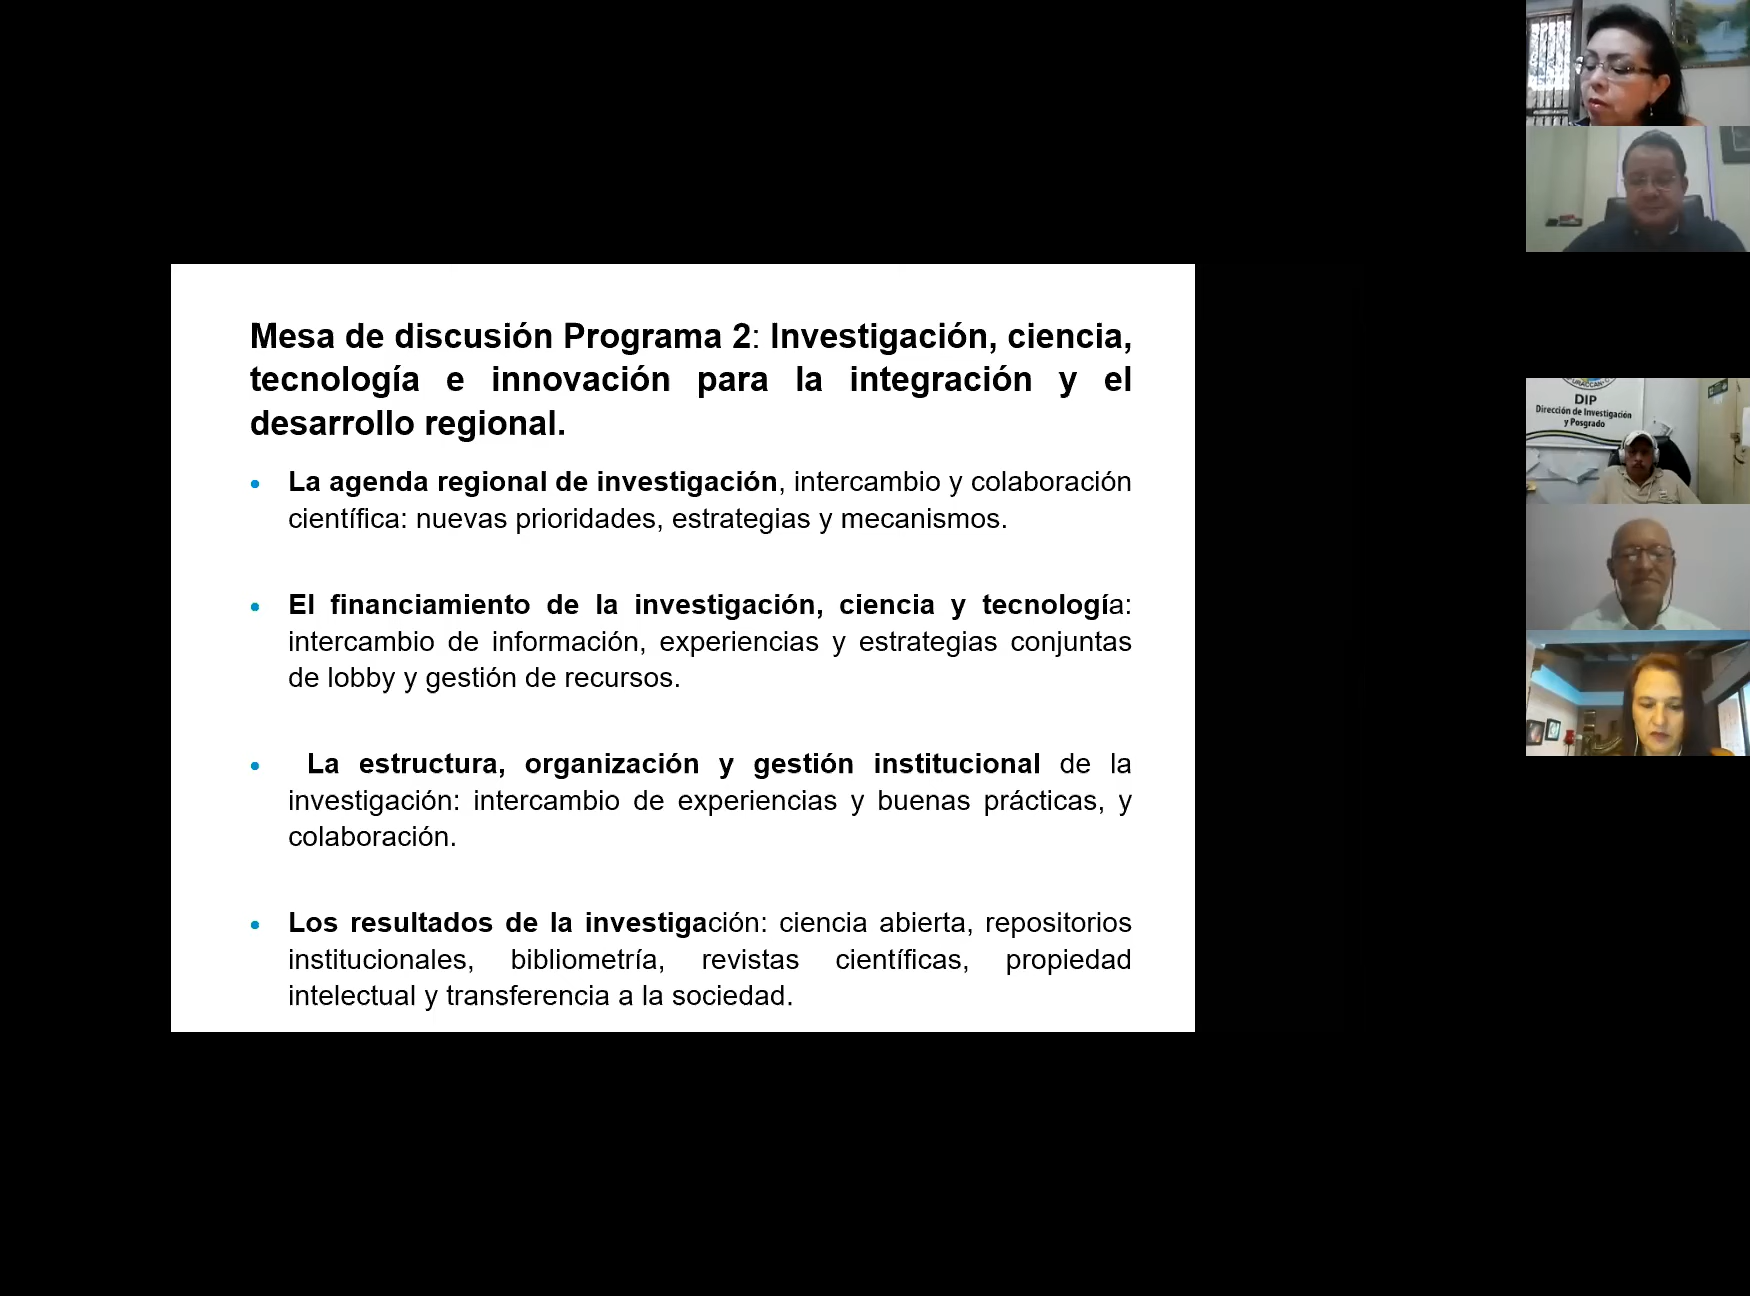 Mesa de discusión Programa 2: Investigación, ciencia,
tecnología e innovación para la integración y el
desarrollo regional.
• La agenda regional de investigación, intercambio y colaboración
científica: nuevas prioridades, estrategias y mecanismos.
• El financiamiento de la investigación, ciencia y tecnología:
intercambio de información, experiencias y estrategias conjuntas
de lobby y gestión de recursos.
• La estructura, organización y gestión institucional de la
investigación: intercambio de experiencias y buenas prácticas, y
colaboración.
• Los resultados de la investigación: ciencia abierta, repositorios
institucionales, bibliometría, revistas científicas, propiedad
intelectual y transferencia a la sociedad.
DIP
Dirección de Investigación
y Posgrado